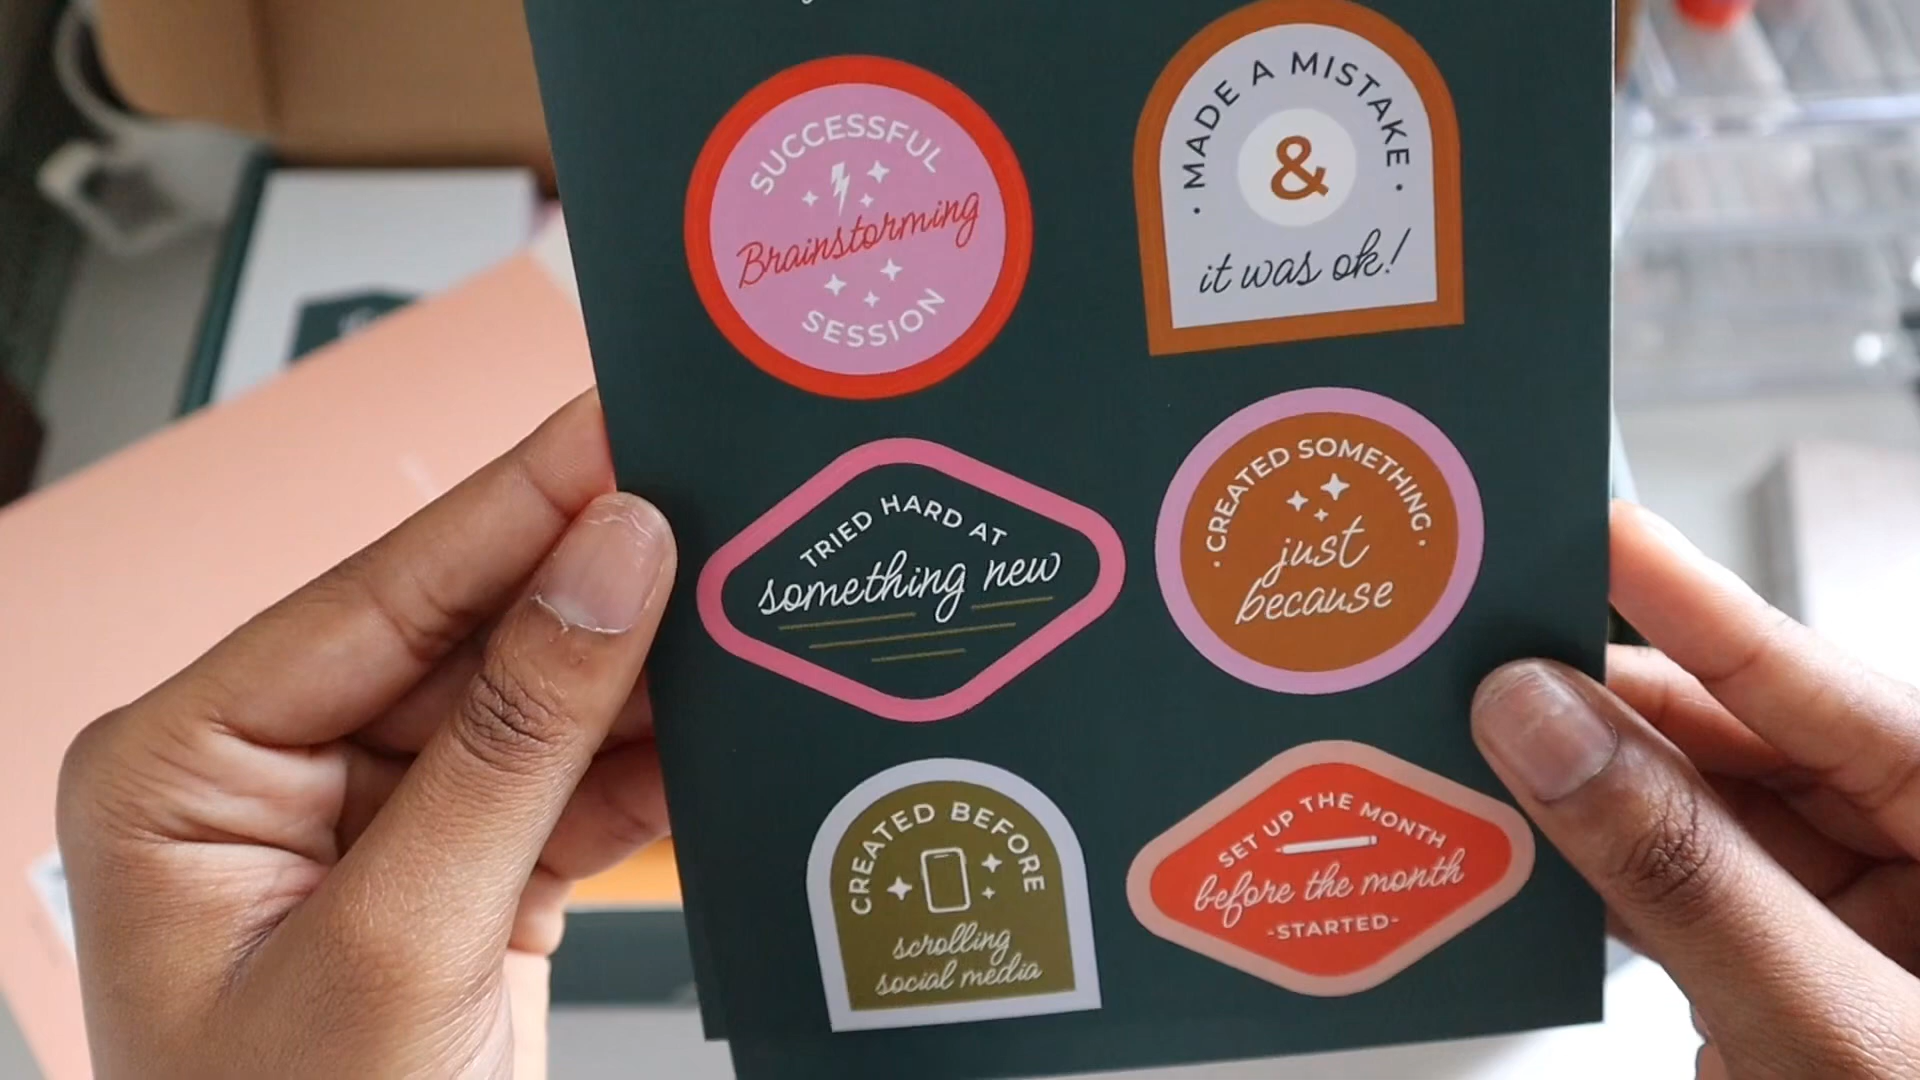 SUCCESSFUL
Brainstorming
SESSION
· MADE A MISTAKE ·
&
it was ok!
TRIED HARD AT
something new
· CREATED SOMETHING ·
just
because
CREATED BEFORE
scrolling
social media
SET UP THE MONTH
before the month
-STARTED-